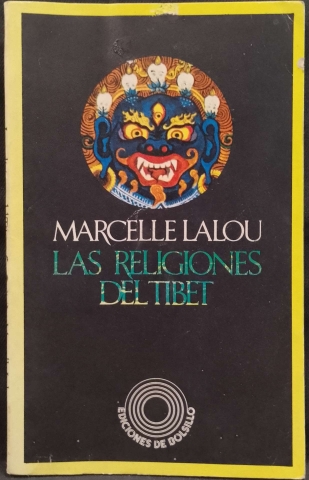 MARCELLE LALOU
LAS RELIGIONES
DEL TIBET
EDICIONES DE BOLSILLO